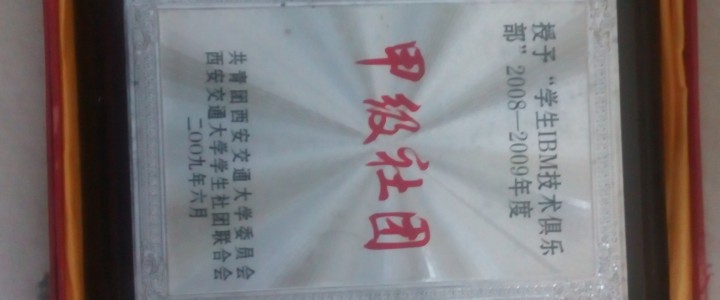 授予“学生IBM技术俱乐
部”2008—2009年度
甲级社团
共青团西安交通大学委员会
西安交通大学学生社团联合会
二00九年六月